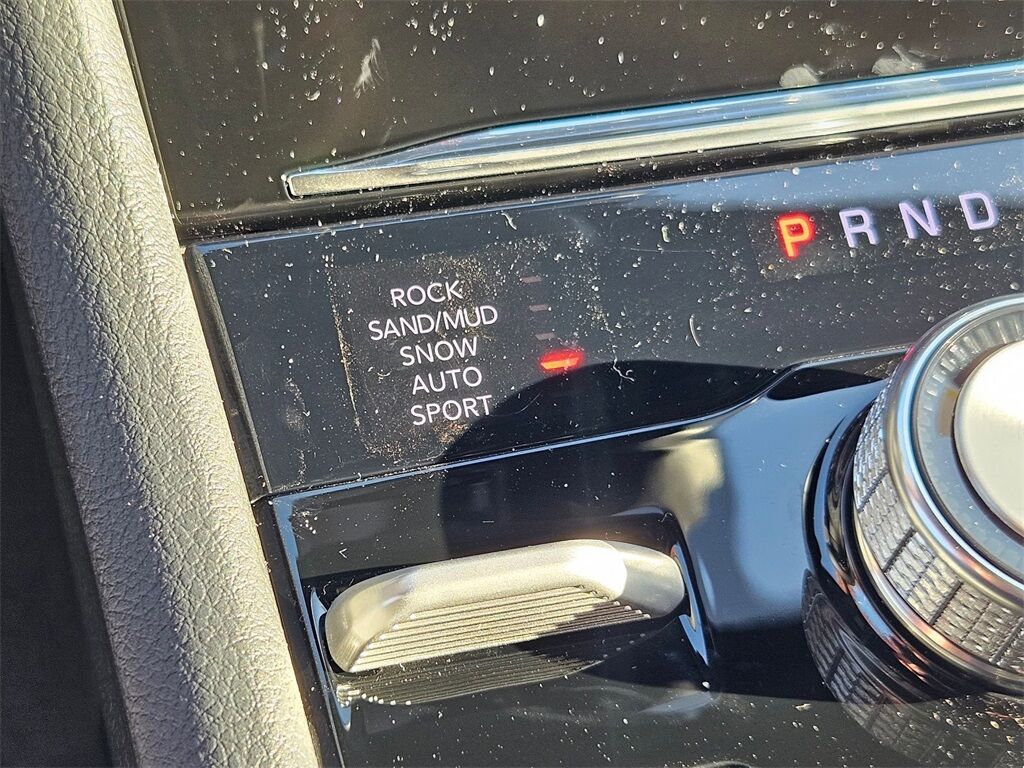 P R N D
ROCK
SAND/MUD
SNOW
AUTO
SPORT